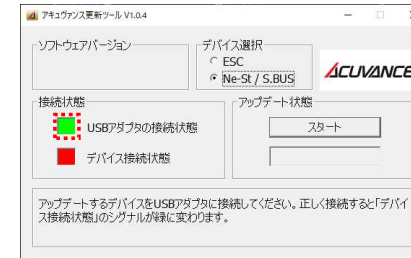 アキュヴァンス更新ツール V1.0.4
ソフトウェアバージョン
デバイス選択
ESC
Ne-St / S.BUS
ACUVANCE
接続状態
USBアダプタの接続状態
デバイス接続状態
アップデート状態
スタート
アップデートするデバイスをUSBアダプタに接続してください。正しく接続すると「デバイ
ス接続状態」のシグナルが緑に変わります。